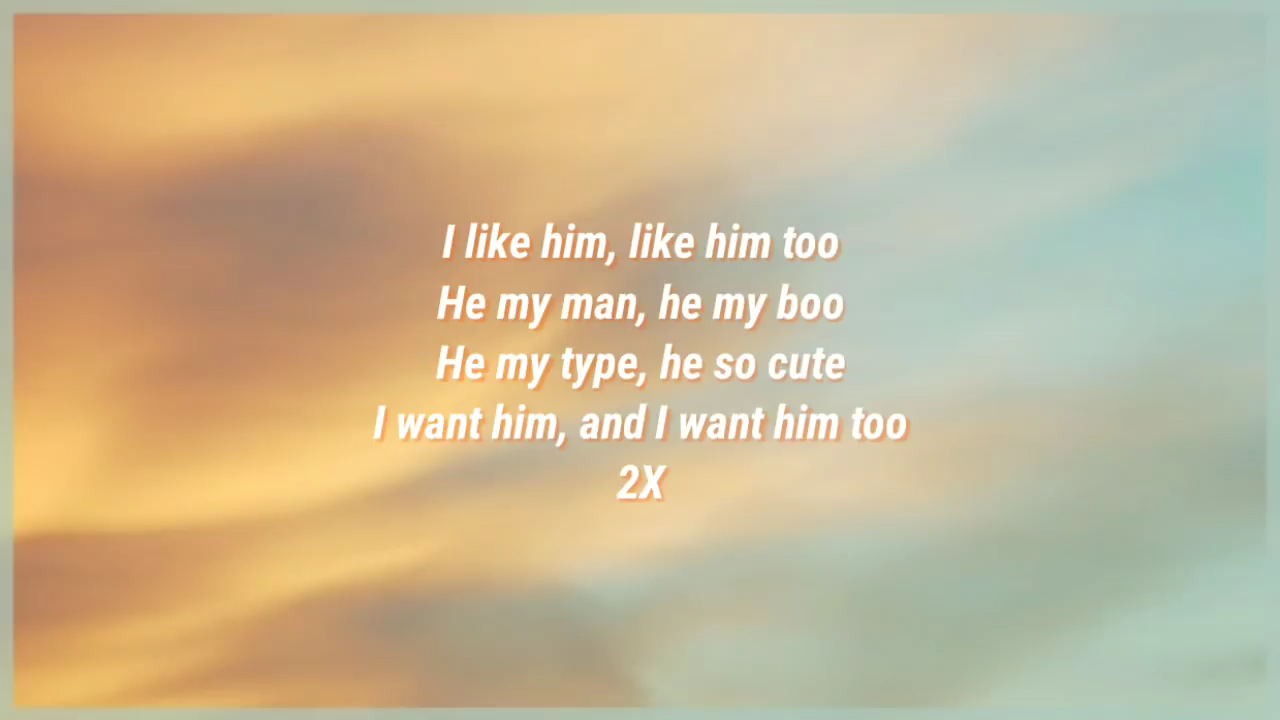 I like him, like him too
He my man, he my boo
He my type, he so cute
I want him, and I want him too
2X